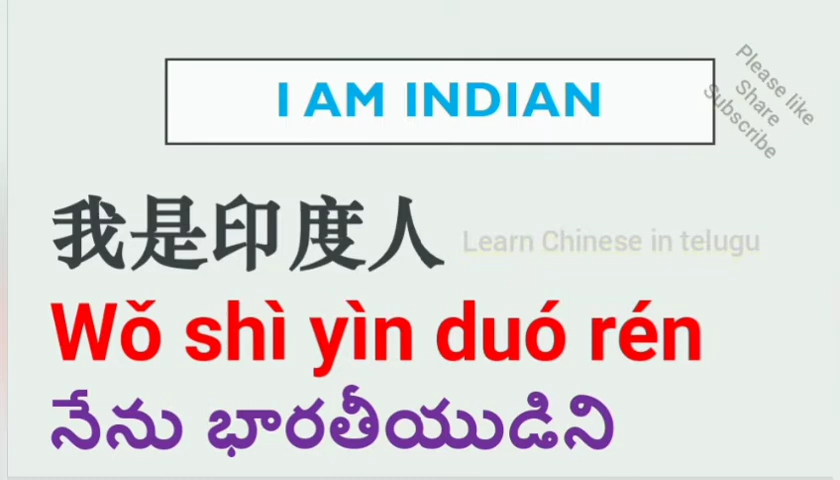 I AM INDIAN
Please like
Share
Subscribe
我是印度人
Learn Chinese in telugu
Wǒ shì yìn duó rén
నేను భారతీయుడిని